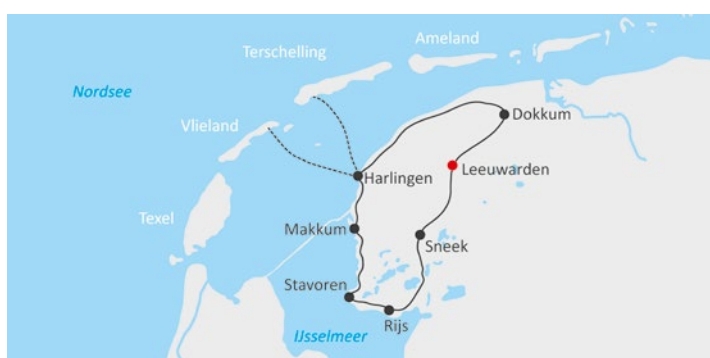 Ameland
Terschelling
Nordsee
Dokkum
Vlieland
Leeuwarden
Harlingen
Texel
Makkum
Sneek
Stavoren
Rijs
IJsselmeer